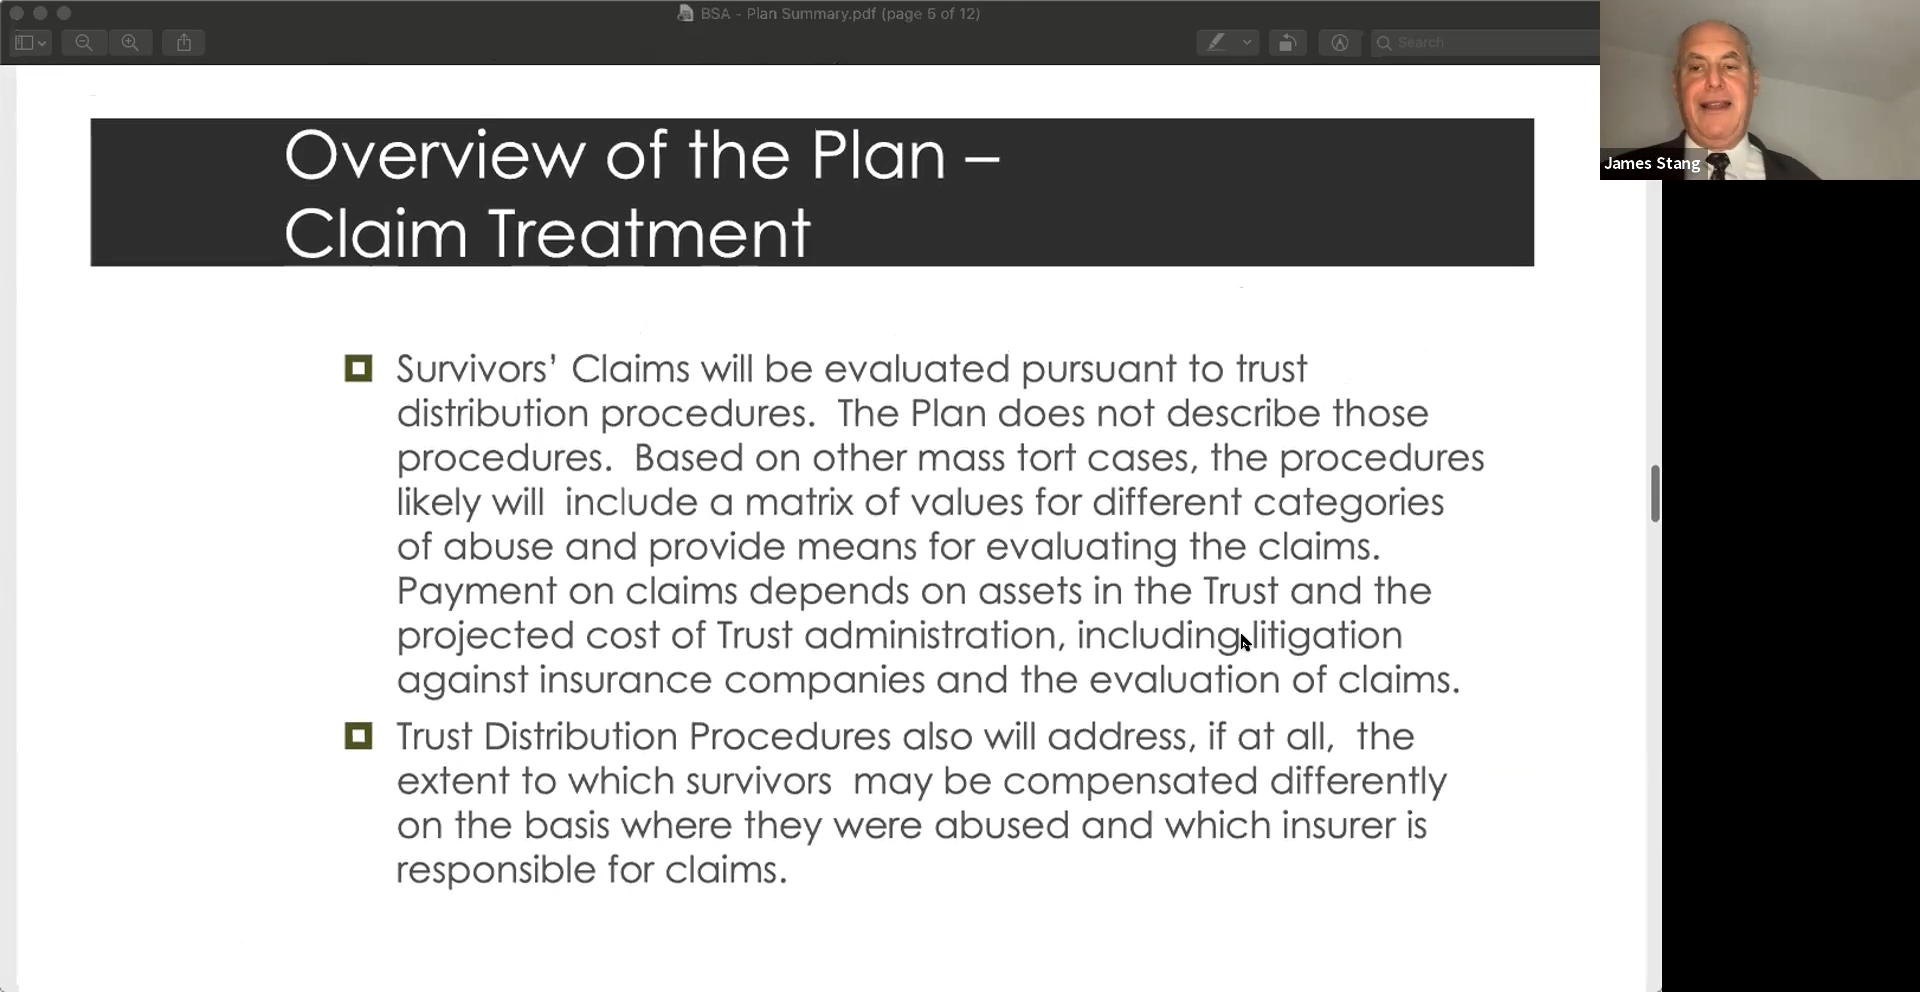 BSA - Plan Summary.pdf (page 5 of 12)
Search
James Stang
Overview of the Plan –
Claim Treatment
Survivors’ Claims will be evaluated pursuant to trust
distribution procedures.  The Plan does not describe those
procedures.  Based on other mass tort cases, the procedures
likely will  include a matrix of values for different categories
of abuse and provide means for evaluating the claims.
Payment on claims depends on assets in the Trust and the
projected cost of Trust administration, including litigation
against insurance companies and the evaluation of claims.
Trust Distribution Procedures also will address, if at all,  the
extent to which survivors  may be compensated differently
on the basis where they were abused and which insurer is
responsible for claims.